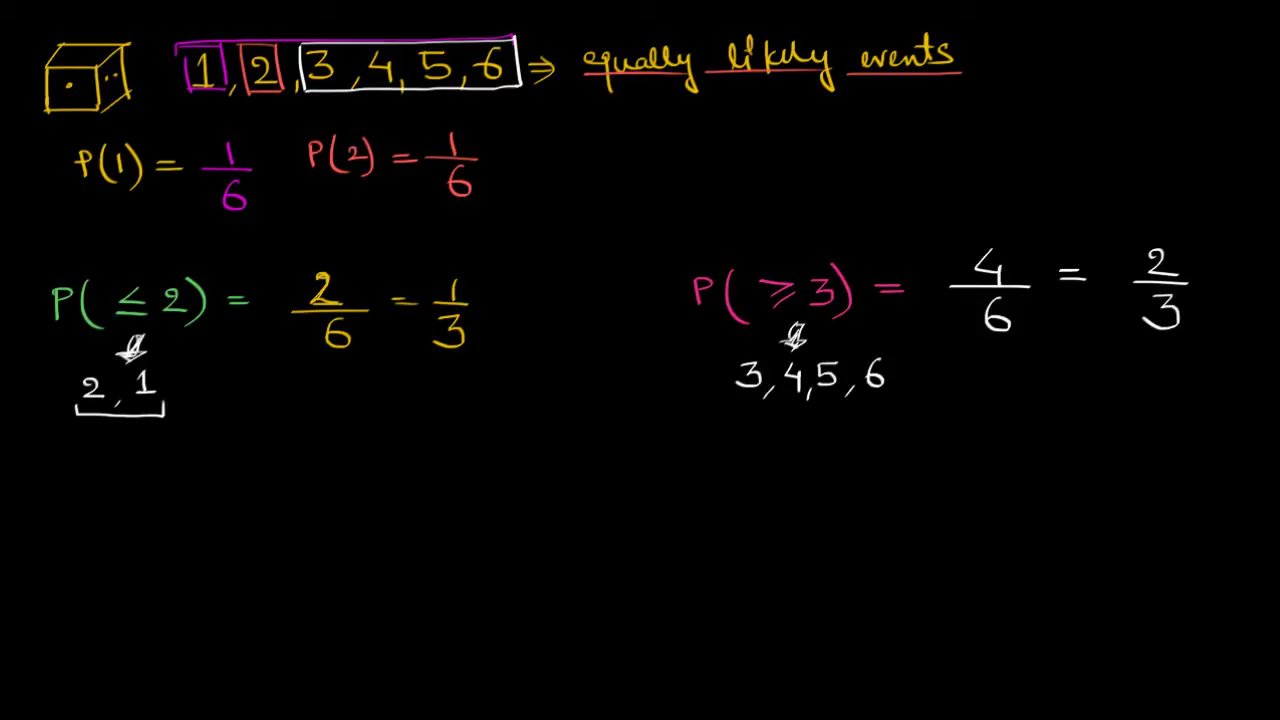 1, 2, 3, 4, 5, 6 ⇒ equally likely events
P(1) = 1/6 P(2) = 1/6
P(≤ 2) = 2/6 = 1/3 P(≥ 3) = 4/6 = 2/3
2, 1 3, 4, 5, 6